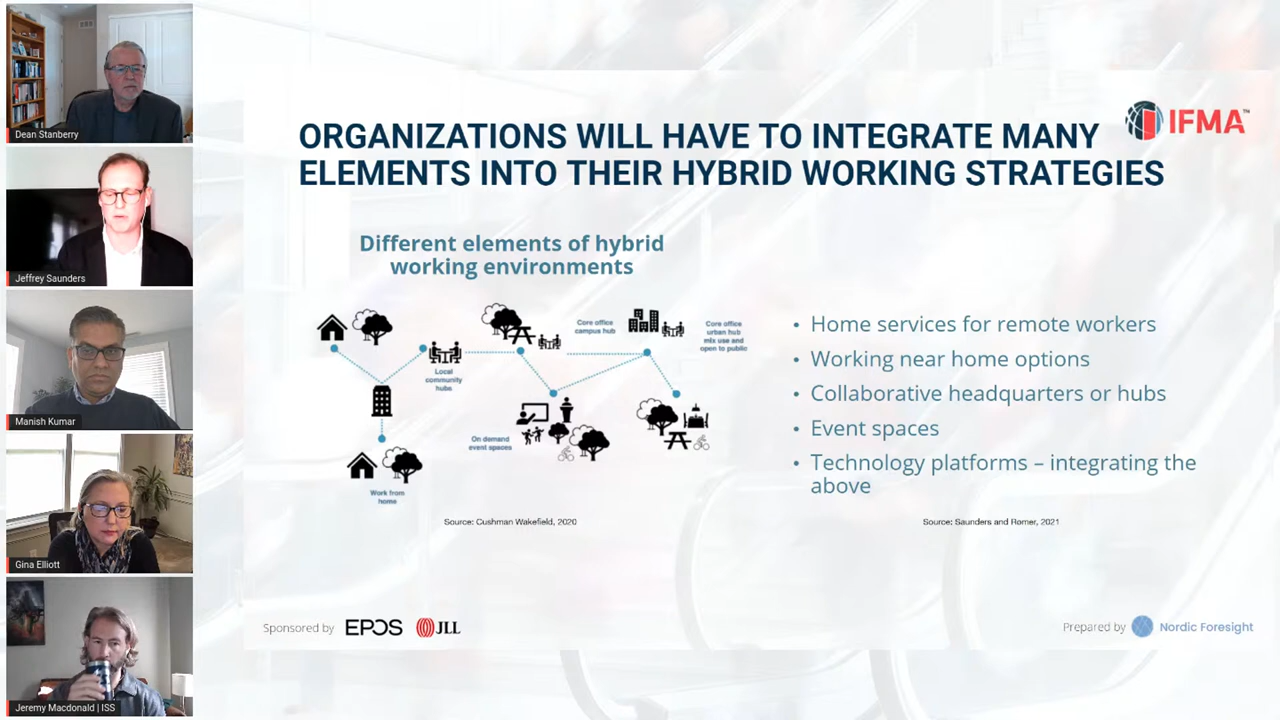 Dean Stanberry
Jeffrey Saunders
Manish Kumar
Gina Elliott
Jeremy Macdonald | ISS
IFMA™
ORGANIZATIONS WILL HAVE TO INTEGRATE MANY
ELEMENTS INTO THEIR HYBRID WORKING STRATEGIES
Different elements of hybrid
working environments
Local
community
hubs
Core office
campus hub
Core office
urban hub
mix use and
open to public
On demand
event spaces
Work from
home
Source: Cushman Wakefield, 2020
• Home services for remote workers
• Working near home options
• Collaborative headquarters or hubs
• Event spaces
• Technology platforms – integrating the
above
Source: Saunders and Rømer, 2021
Sponsored by EPOS JLL
Prepared by Nordic Foresight